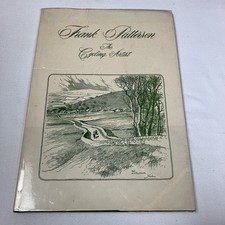 Frank Patterson
The
Cycling Artist